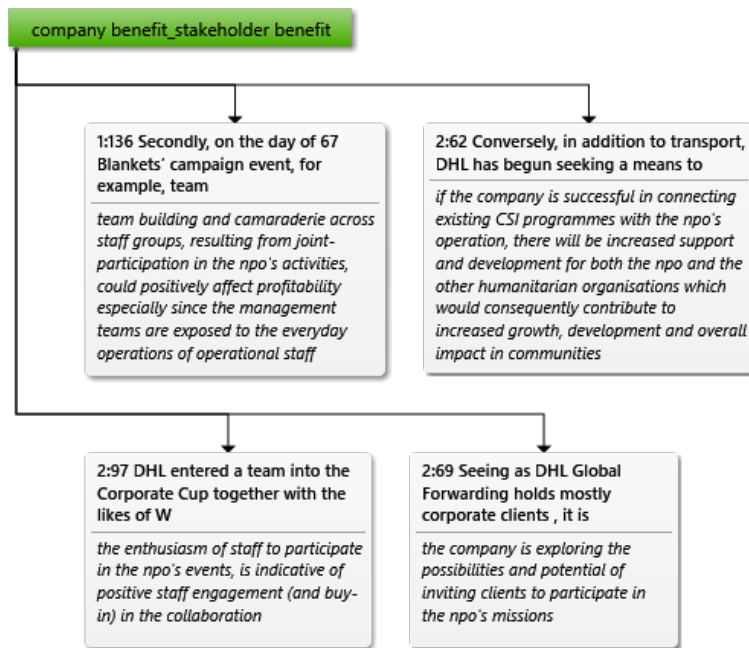 company benefit_stakeholder benefit
1:136 Secondly, on the day of 67
Blankets' campaign event, for
example, team
team building and camaraderie across
staff groups, resulting from joint-
participation in the npo's activities,
could positively affect profitability
especially since the management
teams are exposed to the everyday
operations of operational staff
2:62 Conversely, in addition to transport,
DHL has begun seeking a means to
if the company is successful in connecting
existing CSI programmes with the npo's
operation, there will be increased support
and development for both the npo and the
other humanitarian organisations which
would consequently contribute to
increased growth, development and overall
impact in communities
2:97 DHL entered a team into the
Corporate Cup together with the
likes of W
the enthusiasm of staff to participate
in the npo's events, is indicative of
positive staff engagement (and buy-
in) in the collaboration
2:69 Seeing as DHL Global
Forwarding holds mostly
corporate clients , it is
the company is exploring the
possibilities and potential of
inviting clients to participate in
the npo's missions